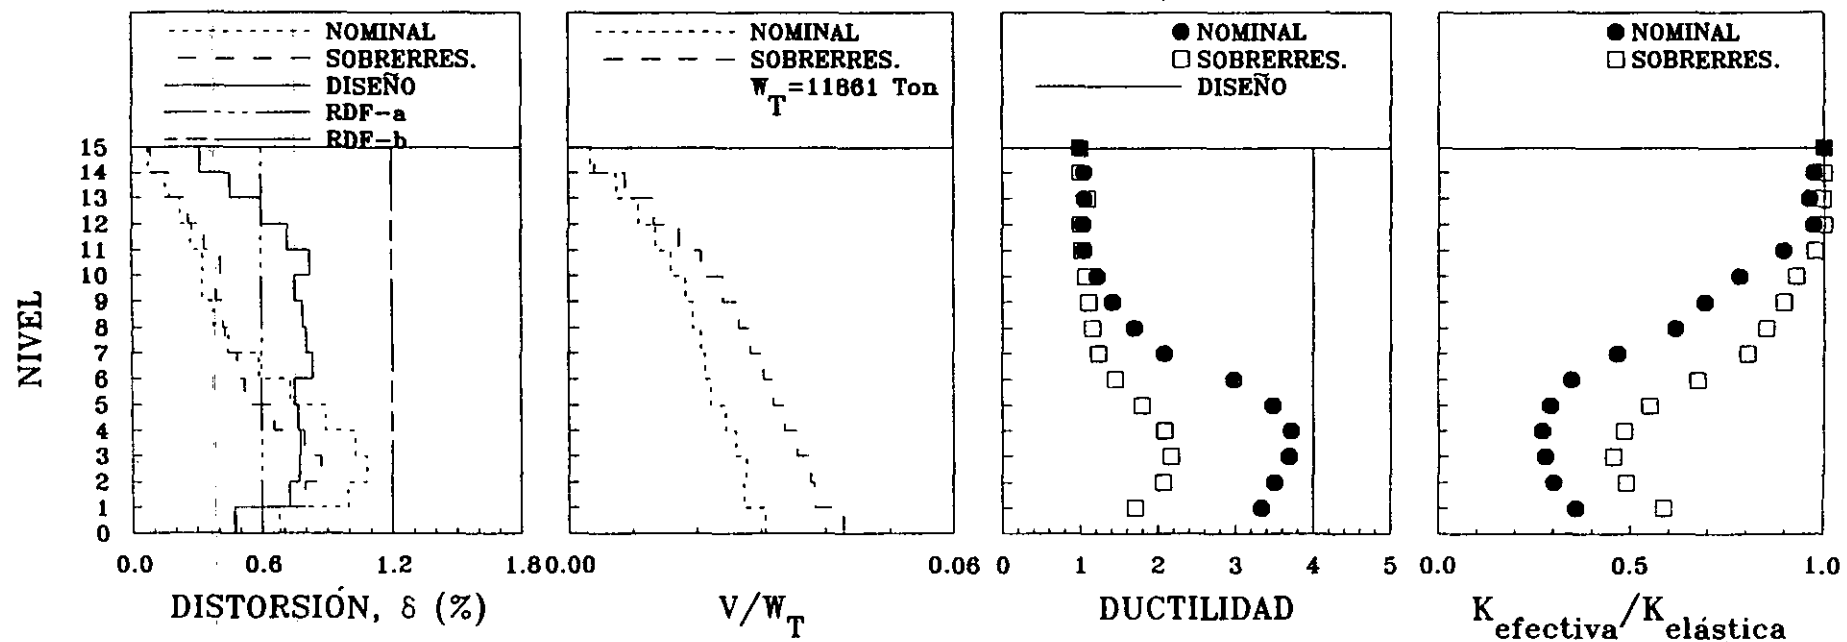 NOMINAL
SOBRERRES.
DISEÑO
RDF-a
RDF-b
NOMINAL
SOBRERRES.
W_T=11861 Ton
NOMINAL
SOBRERRES.
DISEÑO
NOMINAL
SOBRERRES.
NIVEL
15
14
13
12
11
10
9
8
7
6
5
4
3
2
1
0
0.0 0.6 1.2 1.8
0.00 0.06
0 1 2 3 4 5
0.0 0.5 1.0
DISTORSIÓN, δ (%)
V/W_T
DUCTILIDAD
K_efectiva/K_elástica